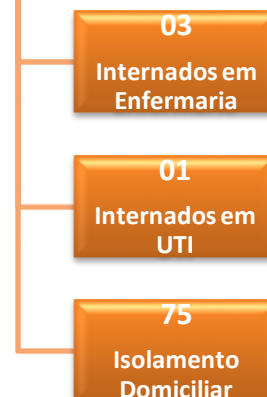 03
Internados em
Enfermaria
01
Internados em
UTI
75
Isolamento
Domiciliar